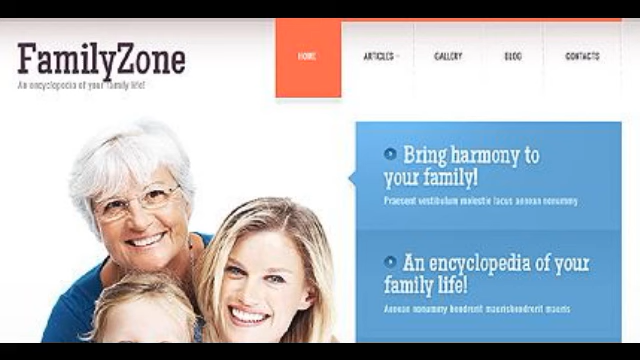 FamilyZone
An encyclopedia of your family life!
HOME
ARTICLES
GALLERY
BLOG
CONTACTS
Bring harmony to
your family!
Praesent vestibulum molestie lacus aenean nonummy
An encyclopedia of your
family life!
Aenean nonummy hendrerit maurishendrerit mauris